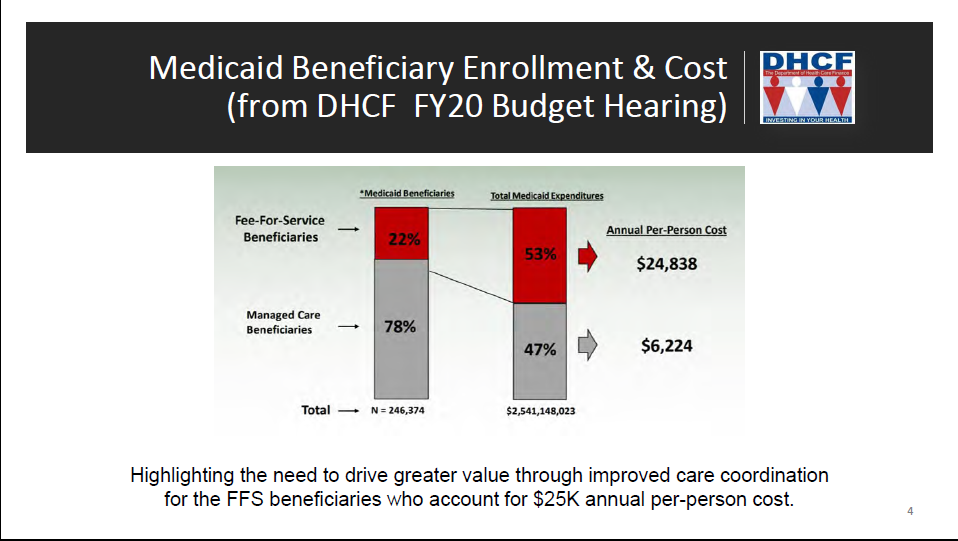 Medicaid Beneficiary Enrollment & Cost
(from DHCF FY20 Budget Hearing)
DHCF
The Department of Health Care Finance
INVESTING IN YOUR HEALTH
*Medicaid Beneficiaries
Total Medicaid Expenditures
Annual Per-Person Cost
Fee-For-Service
Beneficiaries
22%
53%
$24,838
Managed Care
Beneficiaries
78%
47%
$6,224
Total
N = 246,374
$2,541,148,023
Highlighting the need to drive greater value through improved care coordination
for the FFS beneficiaries who account for $25K annual per-person cost.
4